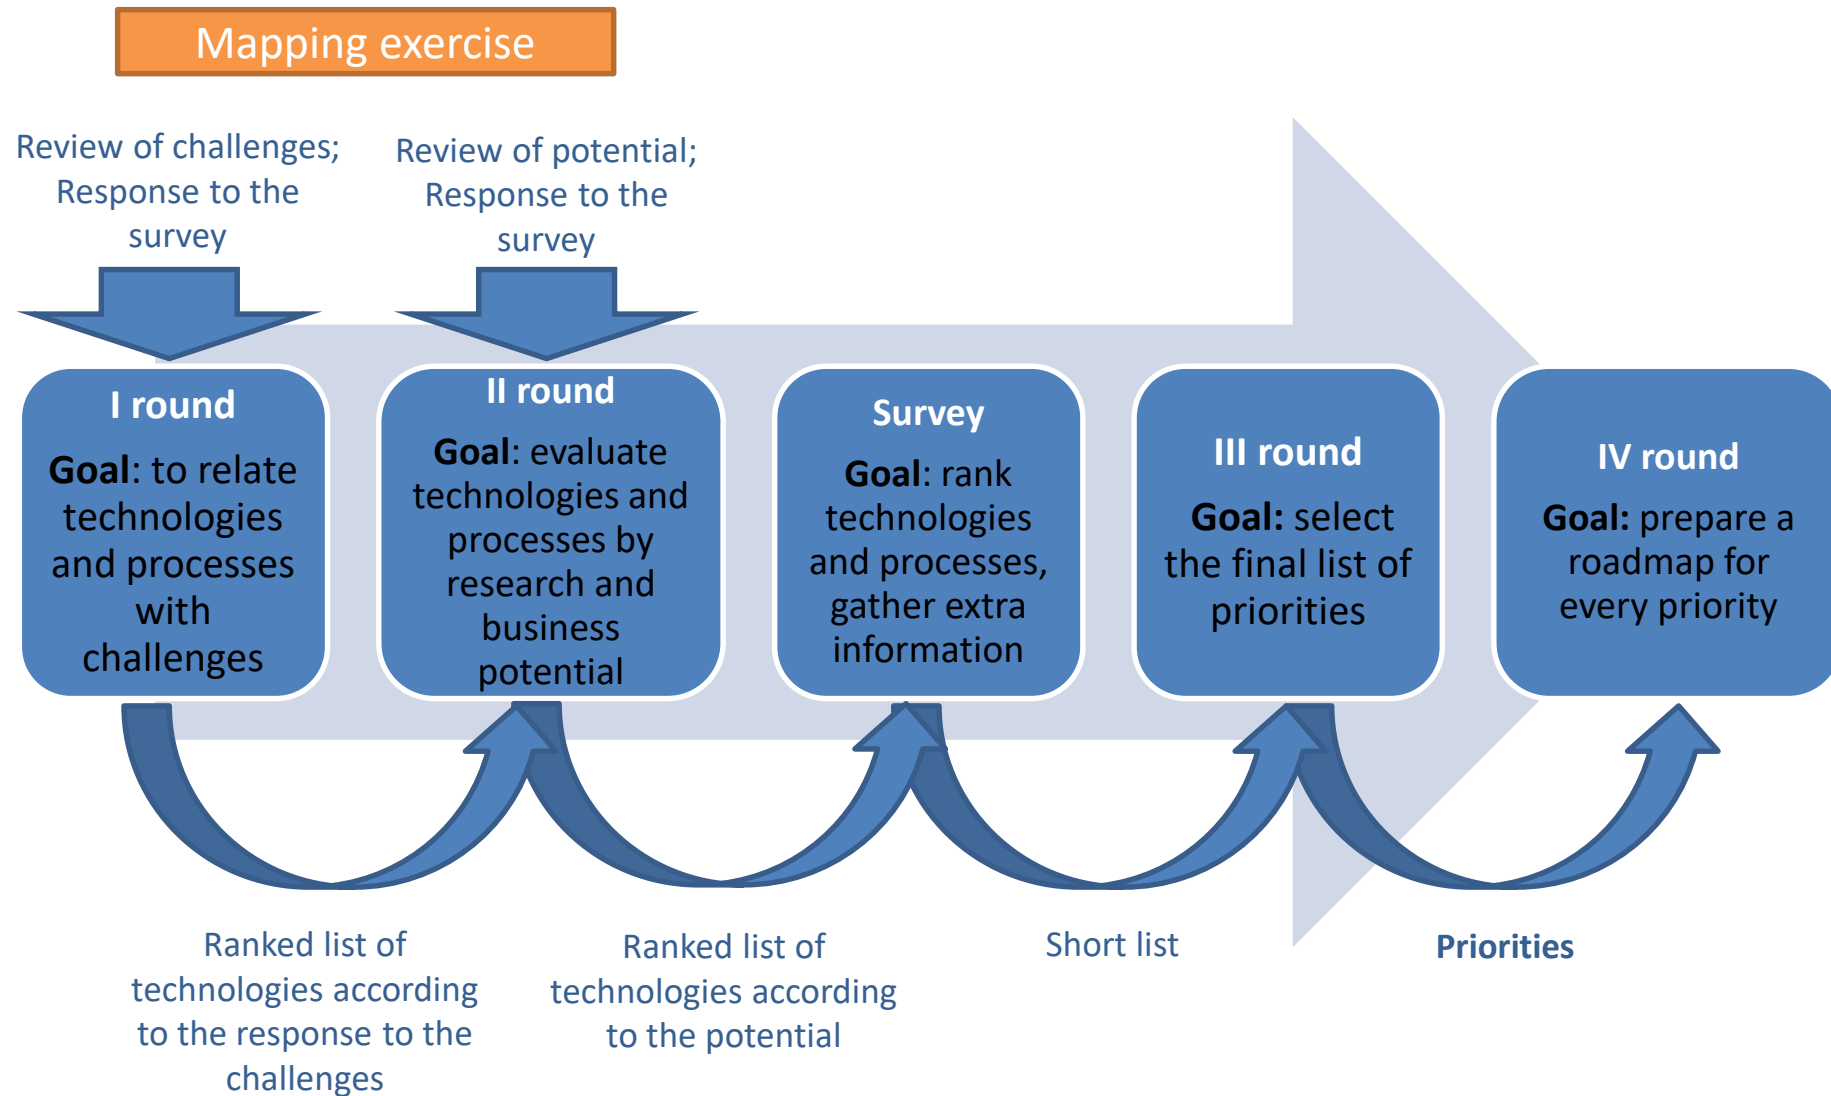 Mapping exercise
Review of challenges;
Response to the
survey
Review of potential;
Response to the
survey
I round
Goal: to relate
technologies
and processes
with
challenges
II round
Goal: evaluate
technologies and
processes by
research and
business
potential
Survey
Goal: rank
technologies
and processes,
gather extra
information
III round
Goal: select
the final list of
priorities
IV round
Goal: prepare a
roadmap for
every priority
Ranked list of
technologies according
to the response to the
challenges
Ranked list of
technologies according
to the potential
Short list
Priorities